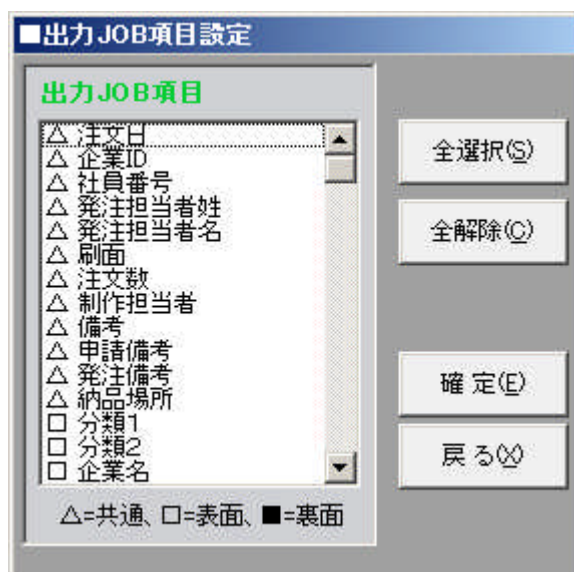 ■出力JOB項目設定
出力JOB項目
△ 注文日
△ 企業ID
△ 社員番号
△ 発注担当者姓
△ 発注担当者名
△ 刷面
△ 注文数
△ 制作担当者
△ 備考
△ 申請備考
△ 発注備考
△ 納品場所
□ 分類1
□ 分類2
□ 企業名
△=共通、□=表面、■=裏面
全選択(S)
全解除(C)
確 定(E)
戻 る(X)